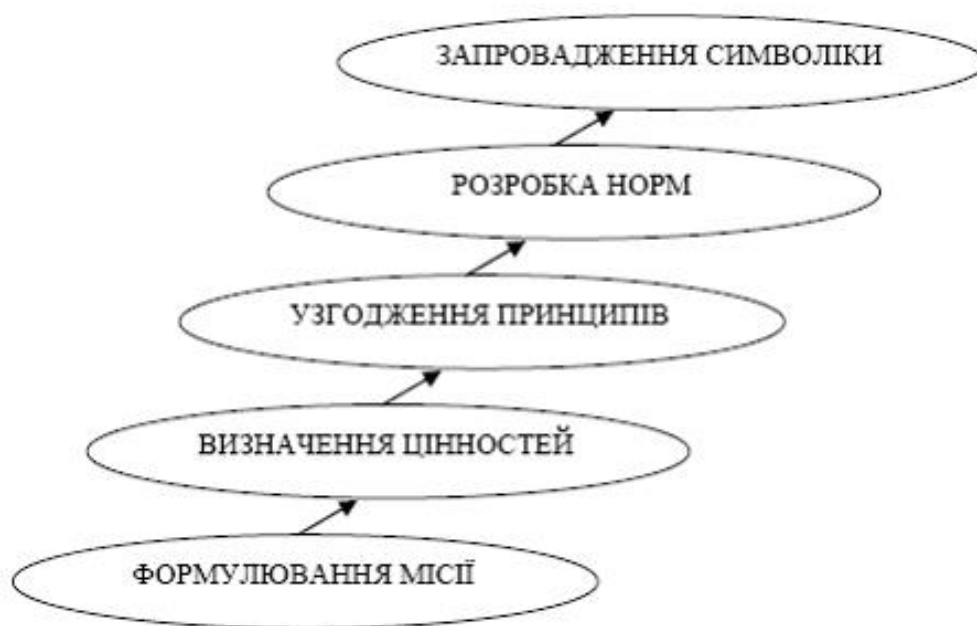 ЗАПРОВАДЖЕННЯ СИМВОЛІКИ
РОЗРОБКА НОРМ
УЗГОДЖЕННЯ ПРИНЦИПІВ
ВИЗНАЧЕННЯ ЦІННОСТЕЙ
ФОРМУЛЮВАННЯ МІСІЇ